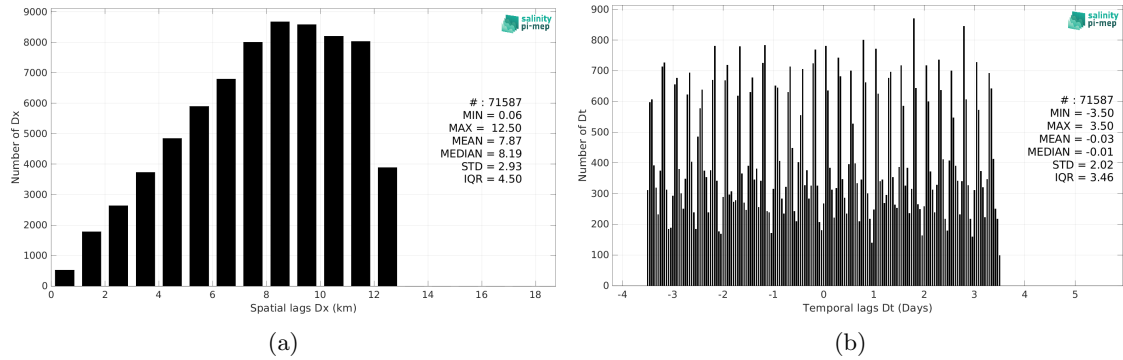 salinity
pi-mep
9000
8000
7000
6000
5000
4000
3000
2000
1000
0
Number of Dx
# : 71587
MIN = 0.06
MAX = 12.50
MEAN = 7.87
MEDIAN = 8.19
STD = 2.93
IQR = 4.50
0 2 4 6 8 10 12 14 16 18
Spatial lags Dx (km)
(a)
salinity
pi-mep
900
800
700
600
500
400
300
200
100
0
Number of Dt
# : 71587
MIN = -3.50
MAX = 3.50
MEAN = -0.03
MEDIAN = -0.01
STD = 2.02
IQR = 3.46
-4 -3 -2 -1 0 1 2 3 4 5
Temporal lags Dt (Days)
(b)